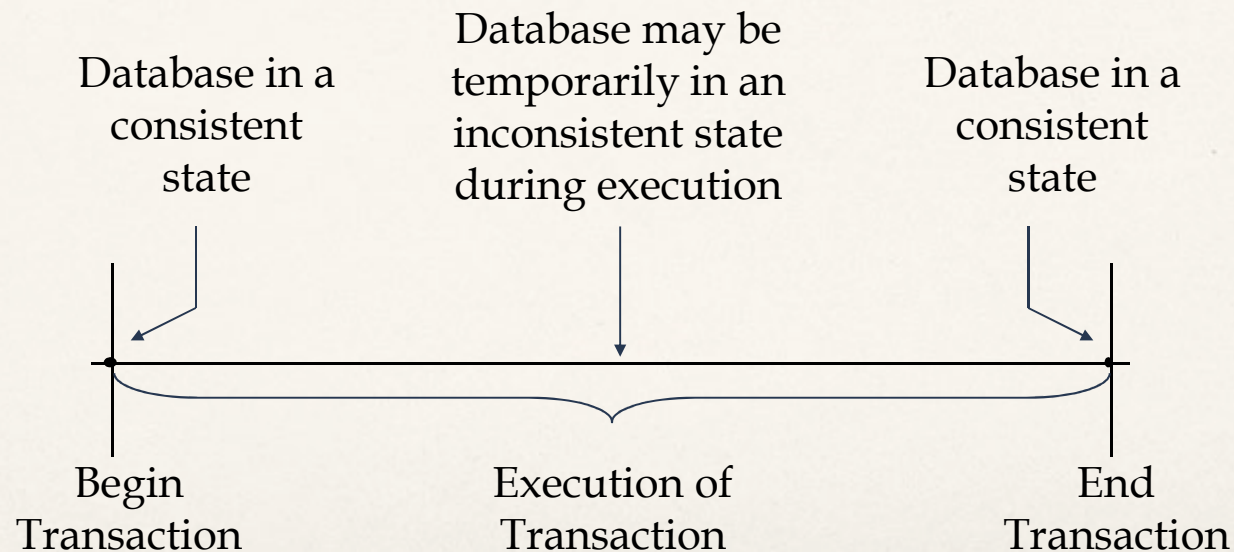 Database in a
consistent
state
Database may be
temporarily in an
inconsistent state
during execution
Database in a
consistent
state
Begin
Transaction
Execution of
Transaction
End
Transaction